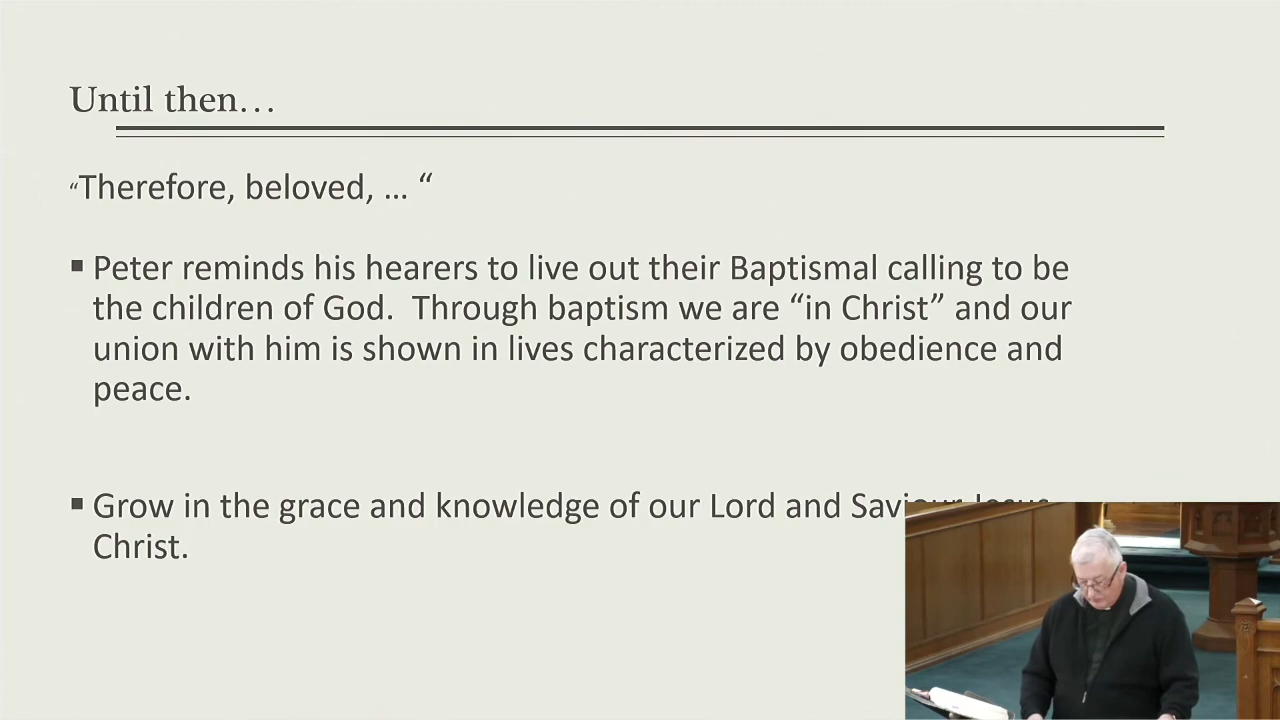 Until then…
“Therefore, beloved, … “
▪ Peter reminds his hearers to live out their Baptismal calling to be
the children of God.  Through baptism we are “in Christ” and our
union with him is shown in lives characterized by obedience and
peace.
▪ Grow in the grace and knowledge of our Lord and Saviour Jesus
Christ.